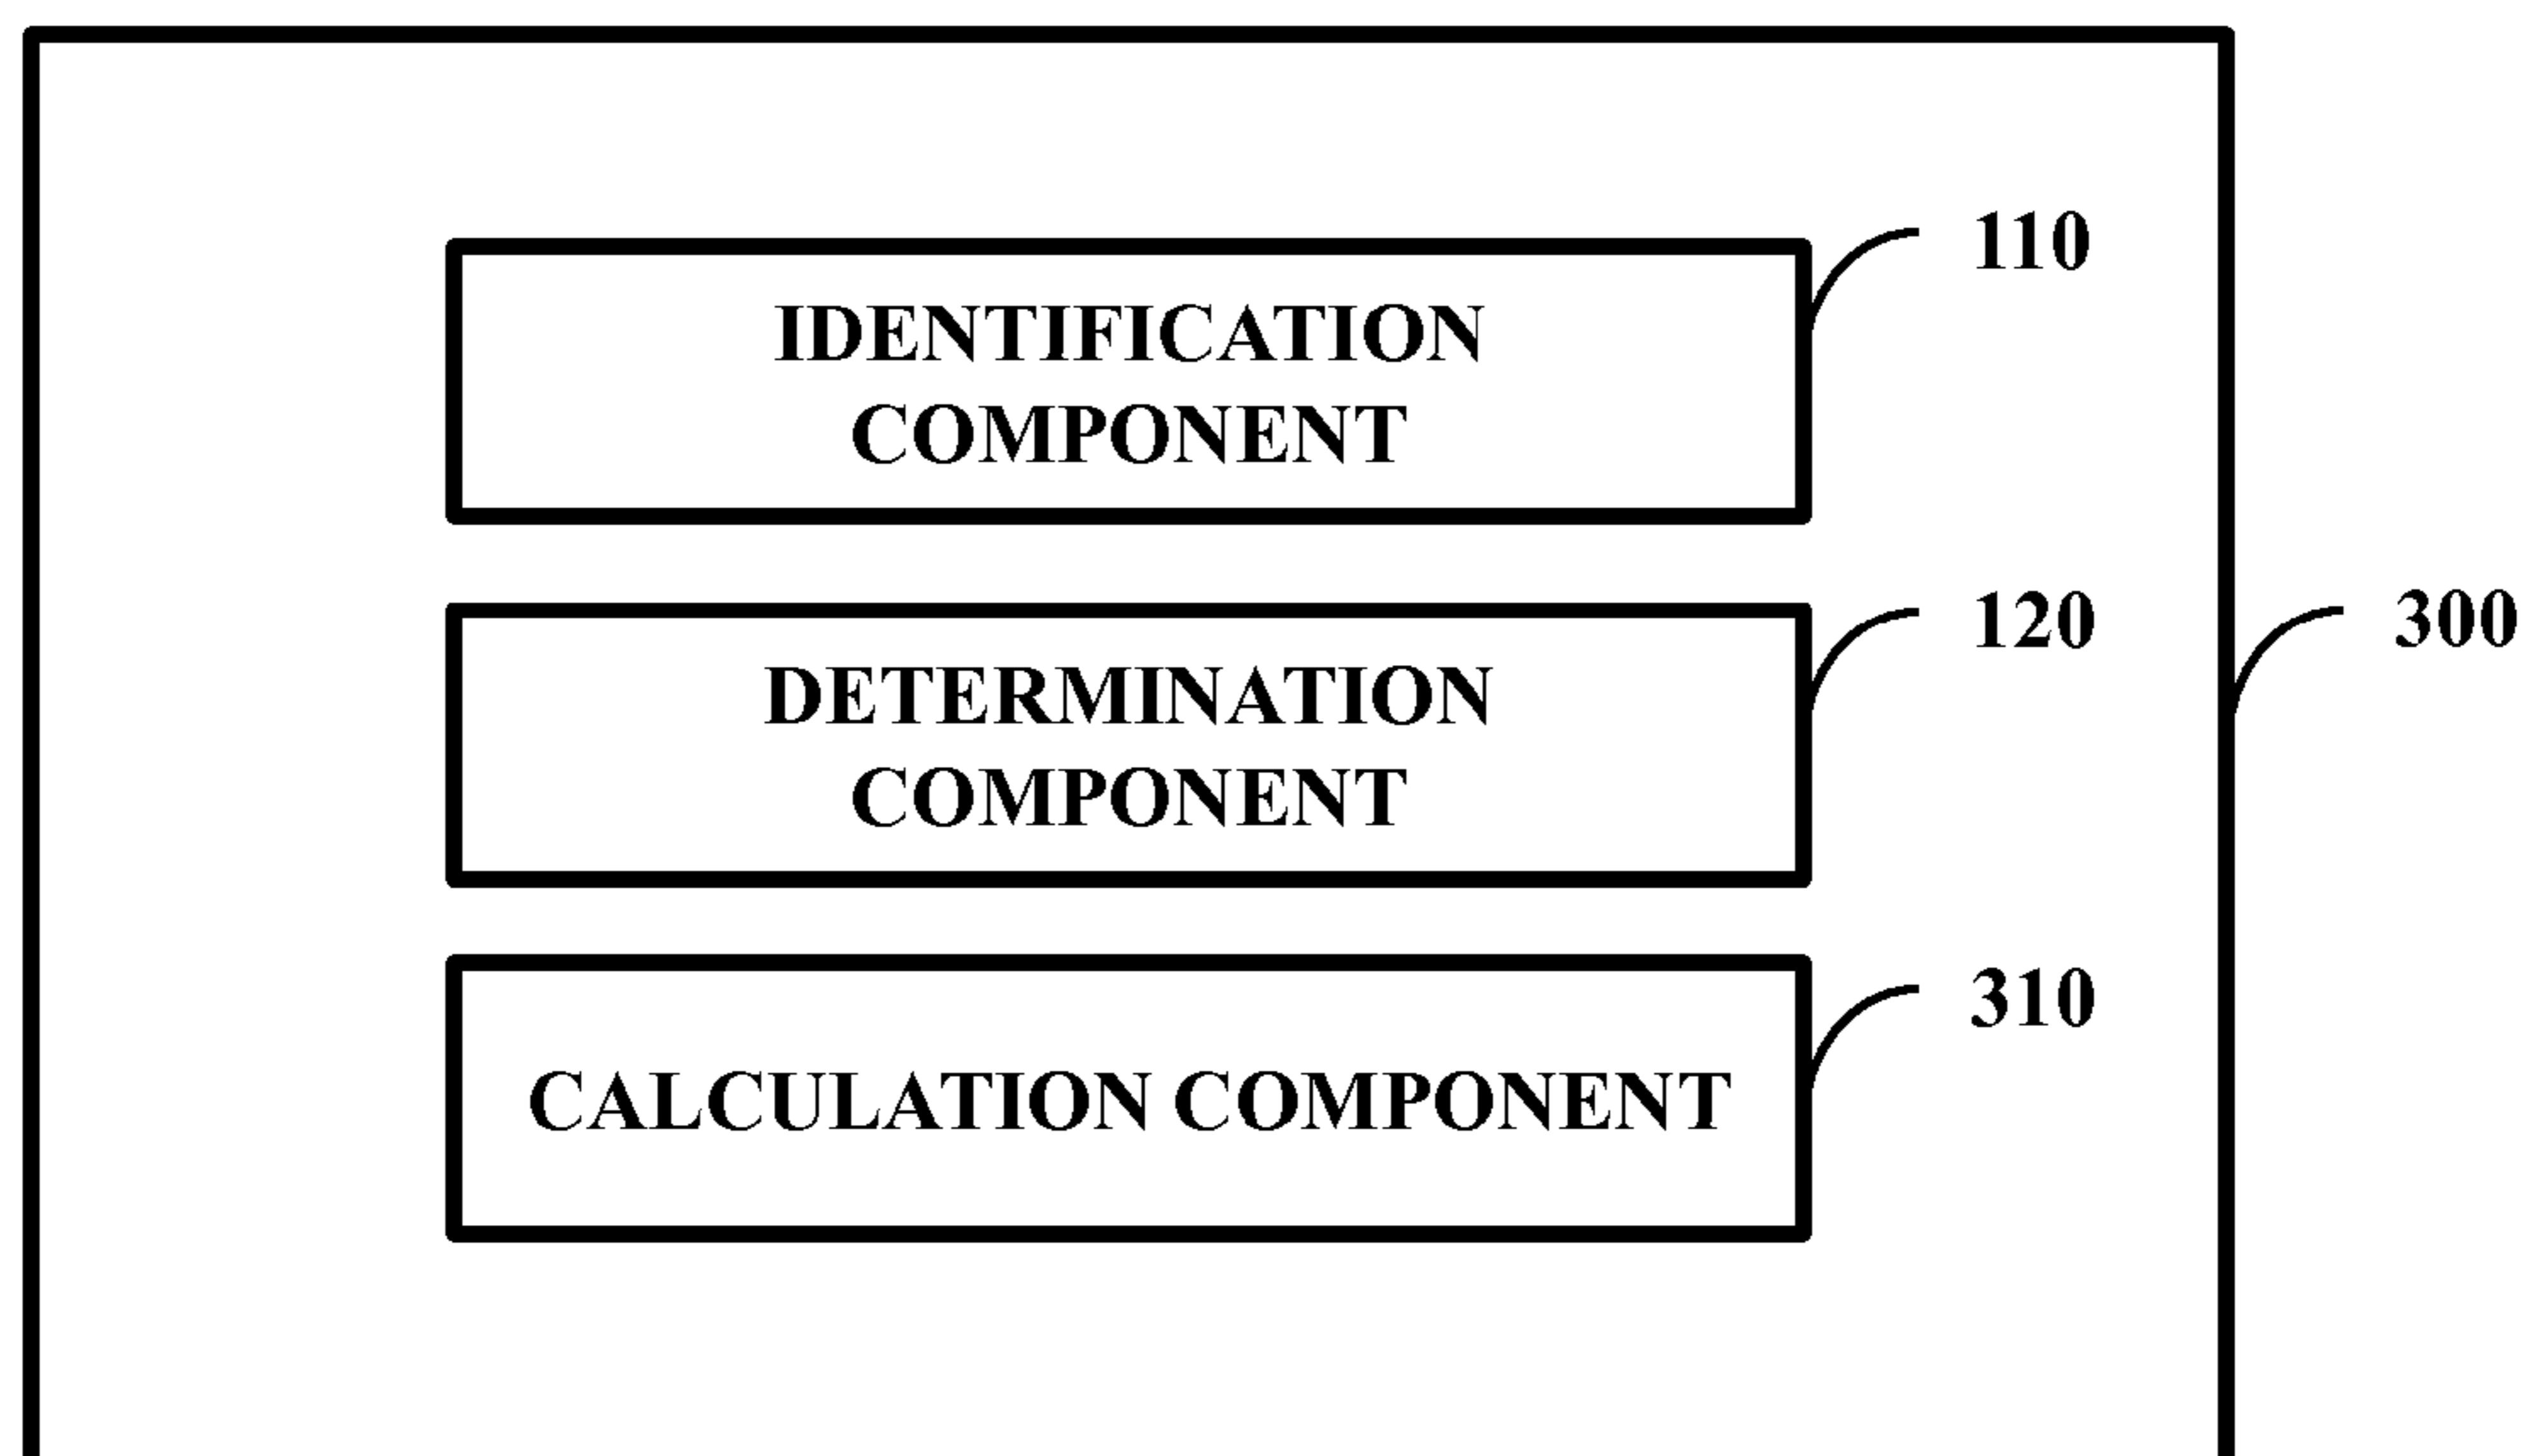 110
IDENTIFICATION
COMPONENT
120
300
DETERMINATION
COMPONENT
310
CALCULATION COMPONENT